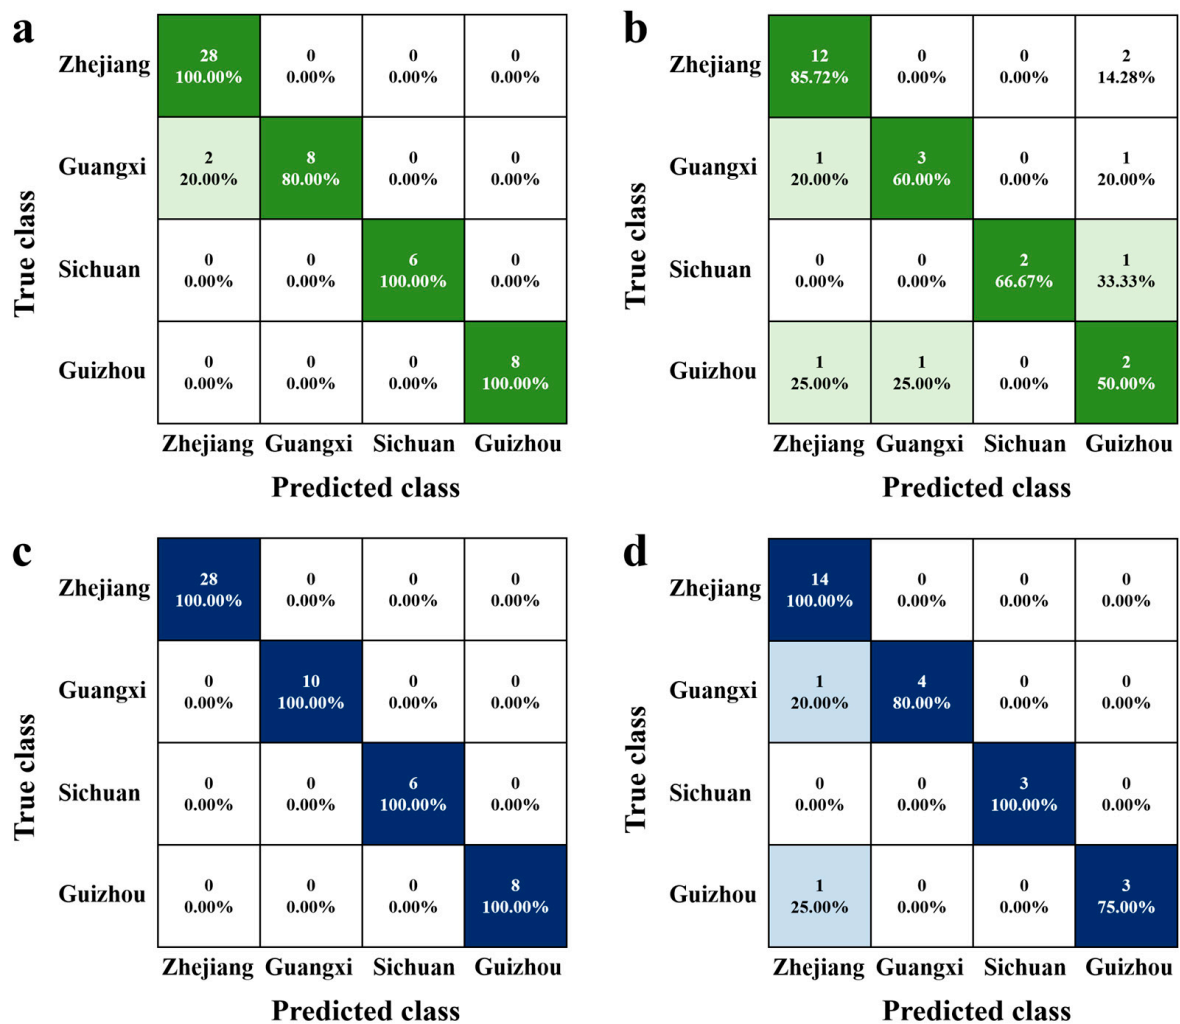 a
Zhejiang
28 0 0 0
100.00% 0.00% 0.00% 0.00%
Guangxi
2 8 0 0
20.00% 80.00% 0.00% 0.00%
Sichuan
0 0 6 0
0.00% 0.00% 100.00% 0.00%
Guizhou
0 0 0 8
0.00% 0.00% 0.00% 100.00%
True class
Zhejiang Guangxi Sichuan Guizhou
Predicted class
b
Zhejiang
12 0 0 2
85.72% 0.00% 0.00% 14.28%
Guangxi
1 3 0 1
20.00% 60.00% 0.00% 20.00%
Sichuan
0 0 2 1
0.00% 0.00% 66.67% 33.33%
Guizhou
1 1 0 2
25.00% 25.00% 0.00% 50.00%
True class
Zhejiang Guangxi Sichuan Guizhou
Predicted class
c
Zhejiang
28 0 0 0
100.00% 0.00% 0.00% 0.00%
Guangxi
0 10 0 0
0.00% 100.00% 0.00% 0.00%
Sichuan
0 0 6 0
0.00% 0.00% 100.00% 0.00%
Guizhou
0 0 0 8
0.00% 0.00% 0.00% 100.00%
True class
Zhejiang Guangxi Sichuan Guizhou
Predicted class
d
Zhejiang
14 0 0 0
100.00% 0.00% 0.00% 0.00%
Guangxi
1 4 0 0
20.00% 80.00% 0.00% 0.00%
Sichuan
0 0 3 0
0.00% 0.00% 100.00% 0.00%
Guizhou
1 0 0 3
25.00% 0.00% 0.00% 75.00%
True class
Zhejiang Guangxi Sichuan Guizhou
Predicted class